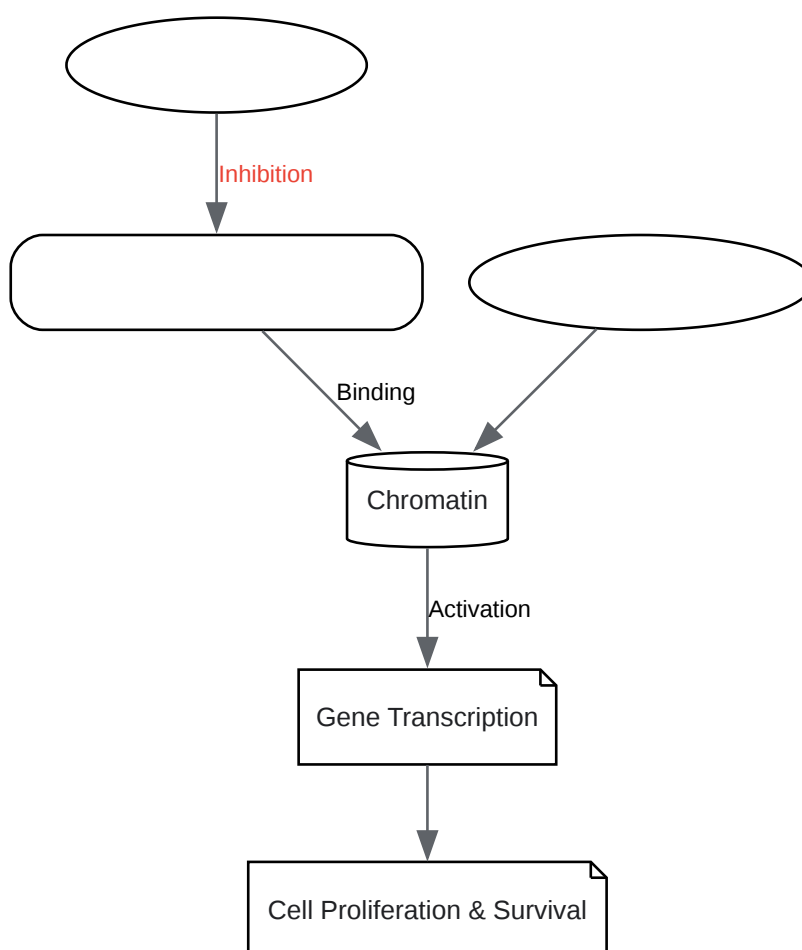 Inhibition
Binding
Chromatin
Activation
Gene Transcription
Cell Proliferation & Survival